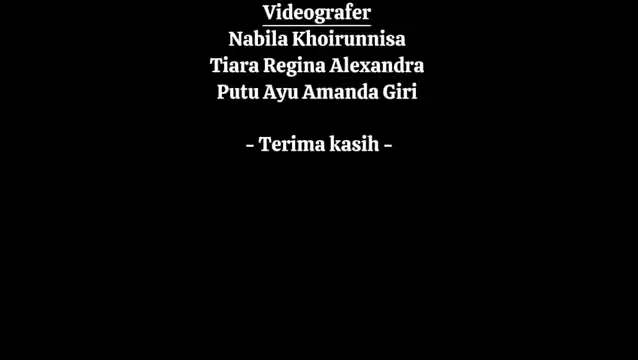 Videografer
Nabila Khoirunnisa
Tiara Regina Alexandra
Putu Ayu Amanda Giri
- Terima kasih -